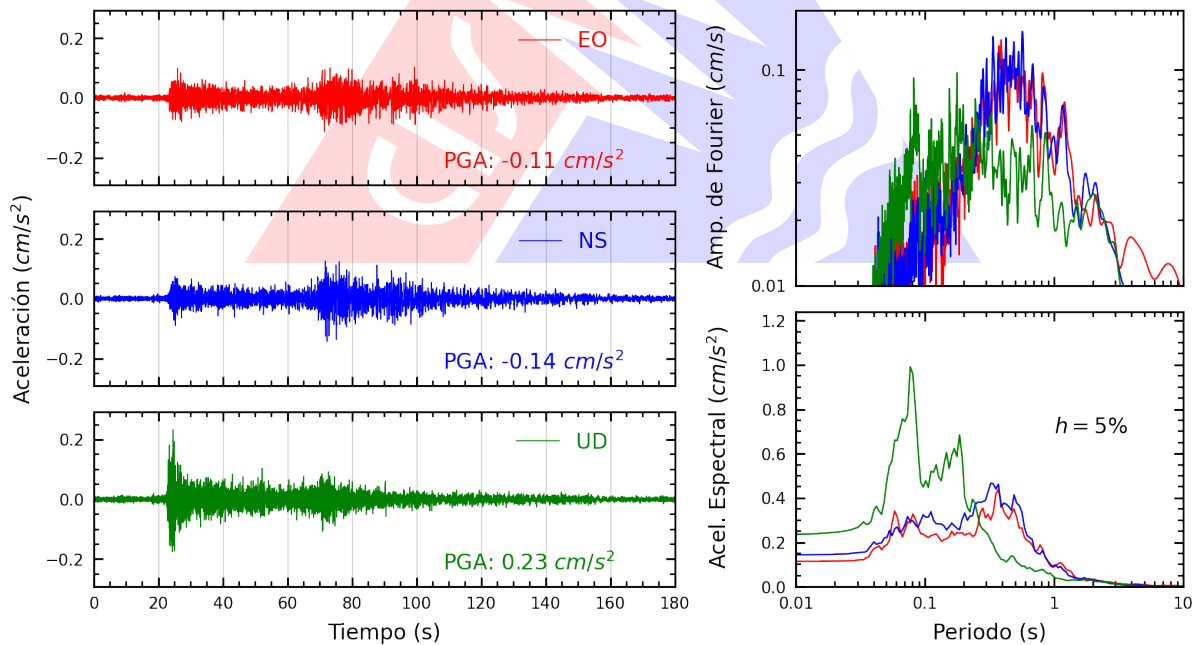 Aceleración (cm/s²)
0.2
0.0
−0.2
EO
PGA: -0.11 cm/s²
0.2
0.0
−0.2
NS
PGA: -0.14 cm/s²
0.2
0.0
−0.2
UD
PGA: 0.23 cm/s²
0 20 40 60 80 100 120 140 160 180
Tiempo (s)
Amp. de Fourier (cm/s)
0.1
0.01
Acel. Espectral (cm/s²)
1.2
1.0
0.8
0.6
0.4
0.2
0.0
h = 5%
0.01 0.1 1 10
Periodo (s)